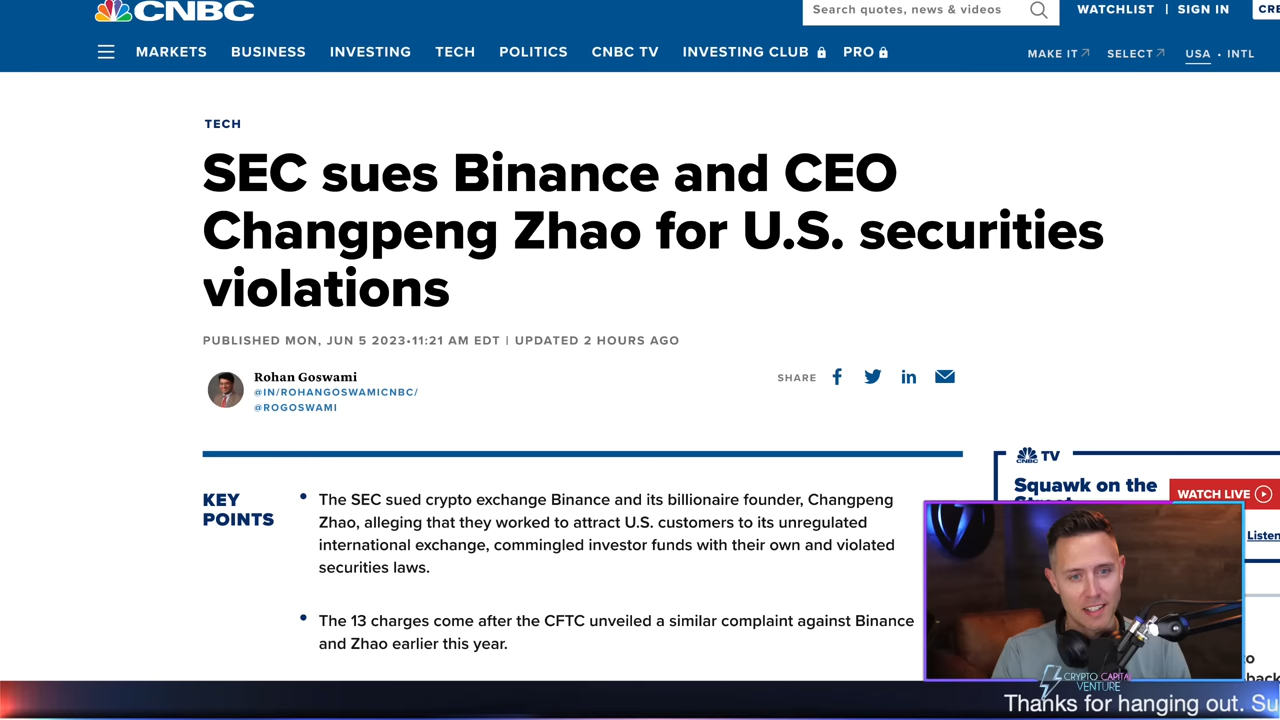 CNBC
Search quotes, news & videos
WATCHLIST | SIGN IN
CRE
MARKETS BUSINESS INVESTING TECH POLITICS CNBC TV INVESTING CLUB PRO
MAKE IT SELECT USA • INTL
TECH
SEC sues Binance and CEO
Changpeng Zhao for U.S. securities
violations
PUBLISHED MON, JUN 5 2023•11:21 AM EDT | UPDATED 2 HOURS AGO
Rohan Goswami
@IN/ROHANGOSWAMICNBC/
@ROGOSWAMI
SHARE
KEY
POINTS
The SEC sued crypto exchange Binance and its billionaire founder, Changpeng
Zhao, alleging that they worked to attract U.S. customers to its unregulated
international exchange, commingled investor funds with their own and violated
securities laws.
The 13 charges come after the CFTC unveiled a similar complaint against Binance
and Zhao earlier this year.
CNBC TV
Squawk on the
WATCH LIVE
Listen
CRYPTO CAPITAL
VENTURE
Thanks for hanging out. Su